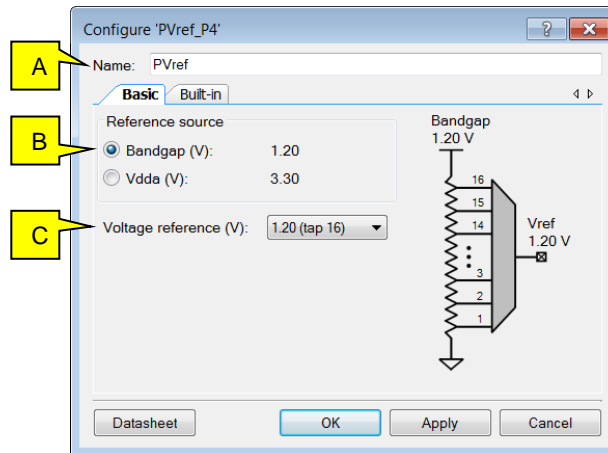 Configure 'PVref_P4'
A
Name: PVref
Basic Built-in
B
Reference source
Bandgap (V): 1.20
Vdda (V): 3.30
C
Voltage reference (V): 1.20 (tap 16)
Bandgap
1.20 V
16
15
14
3
2
1
Vref
1.20 V
Datasheet OK Apply Cancel